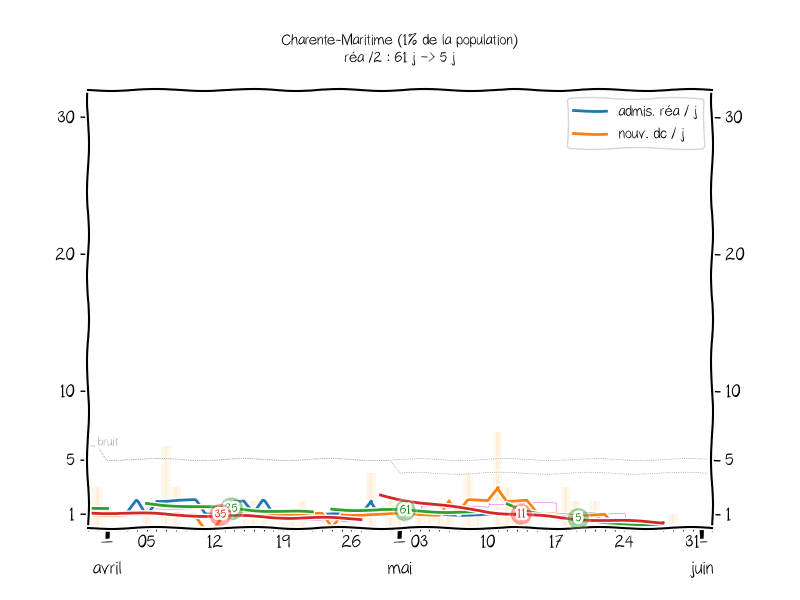 Charente-Maritime (1% de la population)
réa /2 : 61 j -> 5 j
admis. réa / j
nouv. dc / j
30 30
20 20
10 10
bruit
5 5
1 1
35 25 61 11 5
05 12 19 26 03 10 17 24 31
avril mai juin